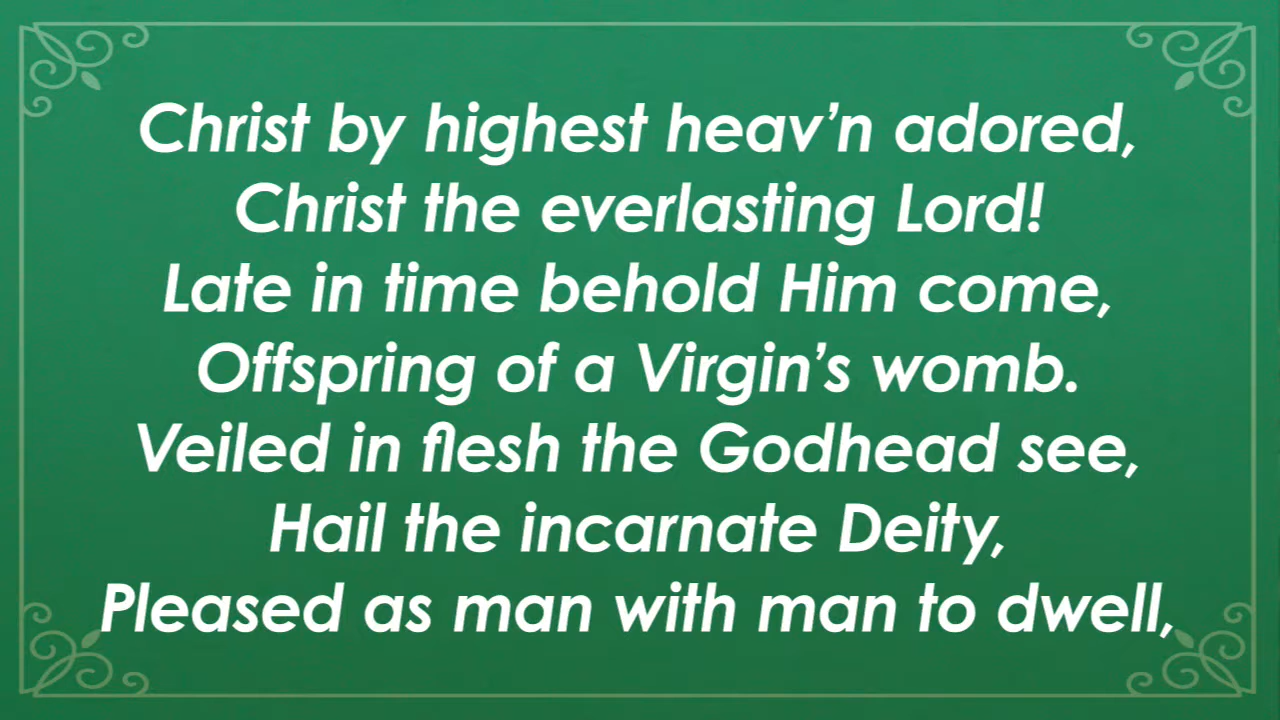 Christ by highest heav’n adored,
Christ the everlasting Lord!
Late in time behold Him come,
Offspring of a Virgin’s womb.
Veiled in flesh the Godhead see,
Hail the incarnate Deity,
Pleased as man with man to dwell,